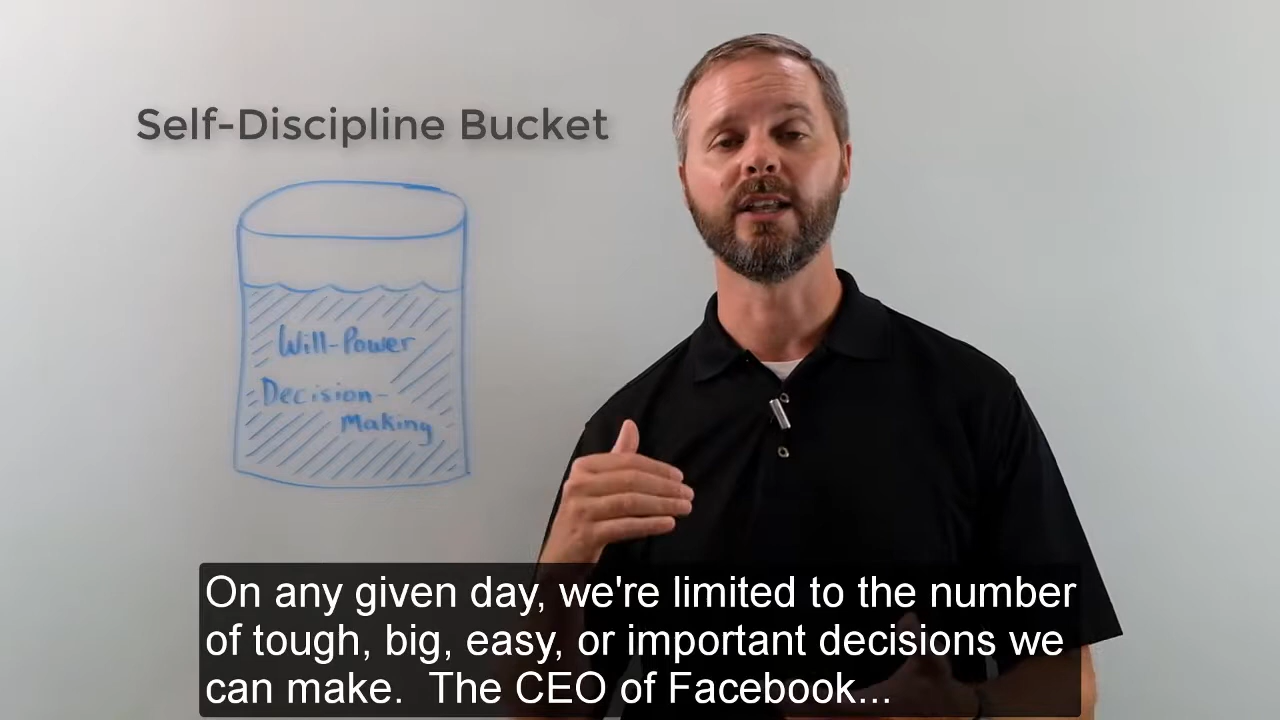 Self-Discipline Bucket
Will-Power
Decision-
Making
On any given day, we're limited to the number
of tough, big, easy, or important decisions we
can make.  The CEO of Facebook...